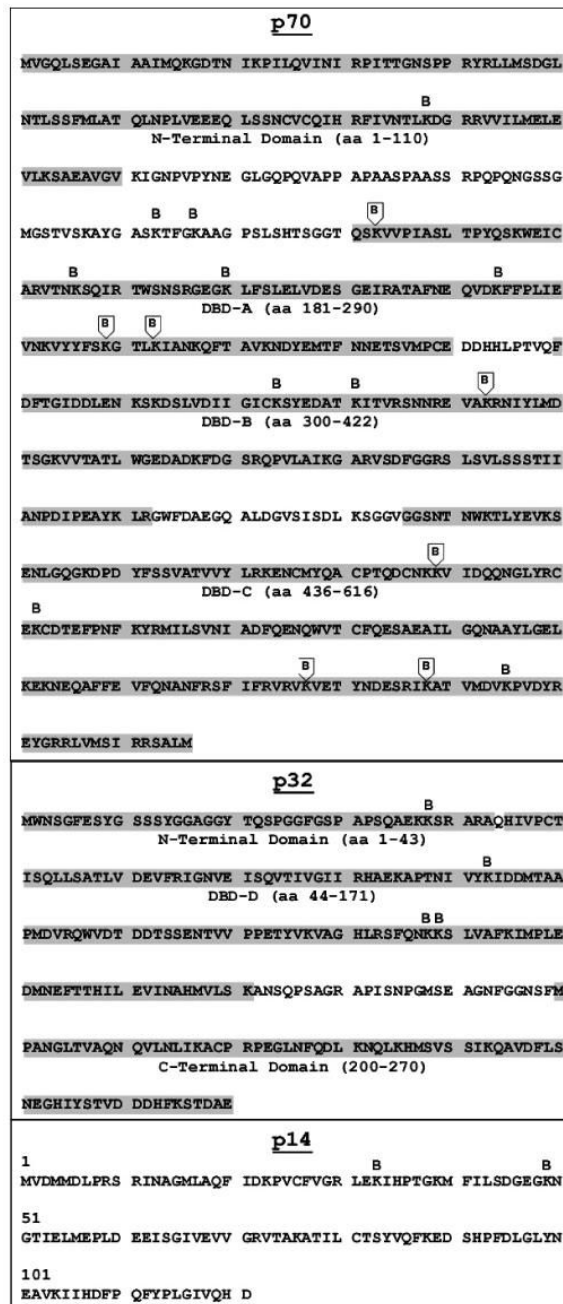 p70
MVGQLSEGAI AAIMQKGDTN IKPILQVINI RPITTGNSPP RYRLLMSDGL
B
NTLSSFMLAT QLNPLVEEEQ LSSNCVCQIH RFIVNTLKDG RRVVILMELE
N-Terminal Domain (aa 1-110)
VLKSAEAVGV KIGNPVPYNE GLGQPQVAPP APAASPAASS RPQPQNGSSG
B B B
MGSTVSKAYG ASKTFGKAAG PSLSHTSGGT QSKVVPIASL TPYQSKWEIC
B B B
ARVTNKSQIR TWSNSRGEGK LFSLELVDES GEIRATAFNE QVDKFFPLIE
DBD-A (aa 181-290)
B B
VNKVYYFSKG TLKIANKQFT AVKNDYEMTF NNETSVMPCE DDHHLPTVQF
B B B
DFTGIDDLEN KSKDSLVDII GICKSYEDAT KITVRSNNRE VAKRNIYLMD
DBD-B (aa 300-422)
TSGKVVTATL WGEDADKFDG SRQPVLAIKG ARVSDFGGRS LSVLSSSTII
ANPDIPEAYK LRGWFDAEGQ ALDGVSISDL KSGGVGGSNT NWKTLYEVKS
B
ENLGQGKDPD YFSSVATVVY LRKENCMYQA CPTQDCNKKV IDQQNGLYRC
DBD-C (aa 436-616)
B
EKCDTEFPNF KYRMILSVNI ADFQENQWVT CFQESAEAIL GQNAAYLGEL
B B B
KEKNEQAFFE VFQNANFRSF IFRVRVKVET YNDESRIKAT VMDVKPVDYR
EYGRRLVMSI RRSALM
p32
B
MWNSGFESYG SSSYGGAGGY TQSPGGFGSP APSQAEKKSR ARAQHIVPCT
N-Terminal Domain (aa 1-43)
B
ISQLLSATLV DEVFRIGNVE ISQVTIVGII RHAEKAPTNI VYKIDDMTAA
DBD-D (aa 44-171)
B B
PMDVRQWVDT DDTSSENTVV PPETYVKVAG HLRSFQNKKS LVAFKIMPLE
DMNEFTTHIL EVINAHMVLS KANSQPSAGR APISNPGMSE AGNFGGNSFM
PANGLTVAQN QVLNLIKACP RPEGLNFQDL KNQLKHMSVS SIKQAVDFLS
C-Terminal Domain (200-270)
NEGHIYSTVD DDHFKSTDAE
p14
1 B B
MVDMMDLPRS RINAGMLAQF IDKPVCFVGR LEKIHPTGKM FILSDGEGKN
51
GTIELMEPLD EEISGIVEVV GRVTAKATIL CTSYVQFKED SHPFDLGLYN
101
EAVKIIHDFP QFYPLGIVQH D